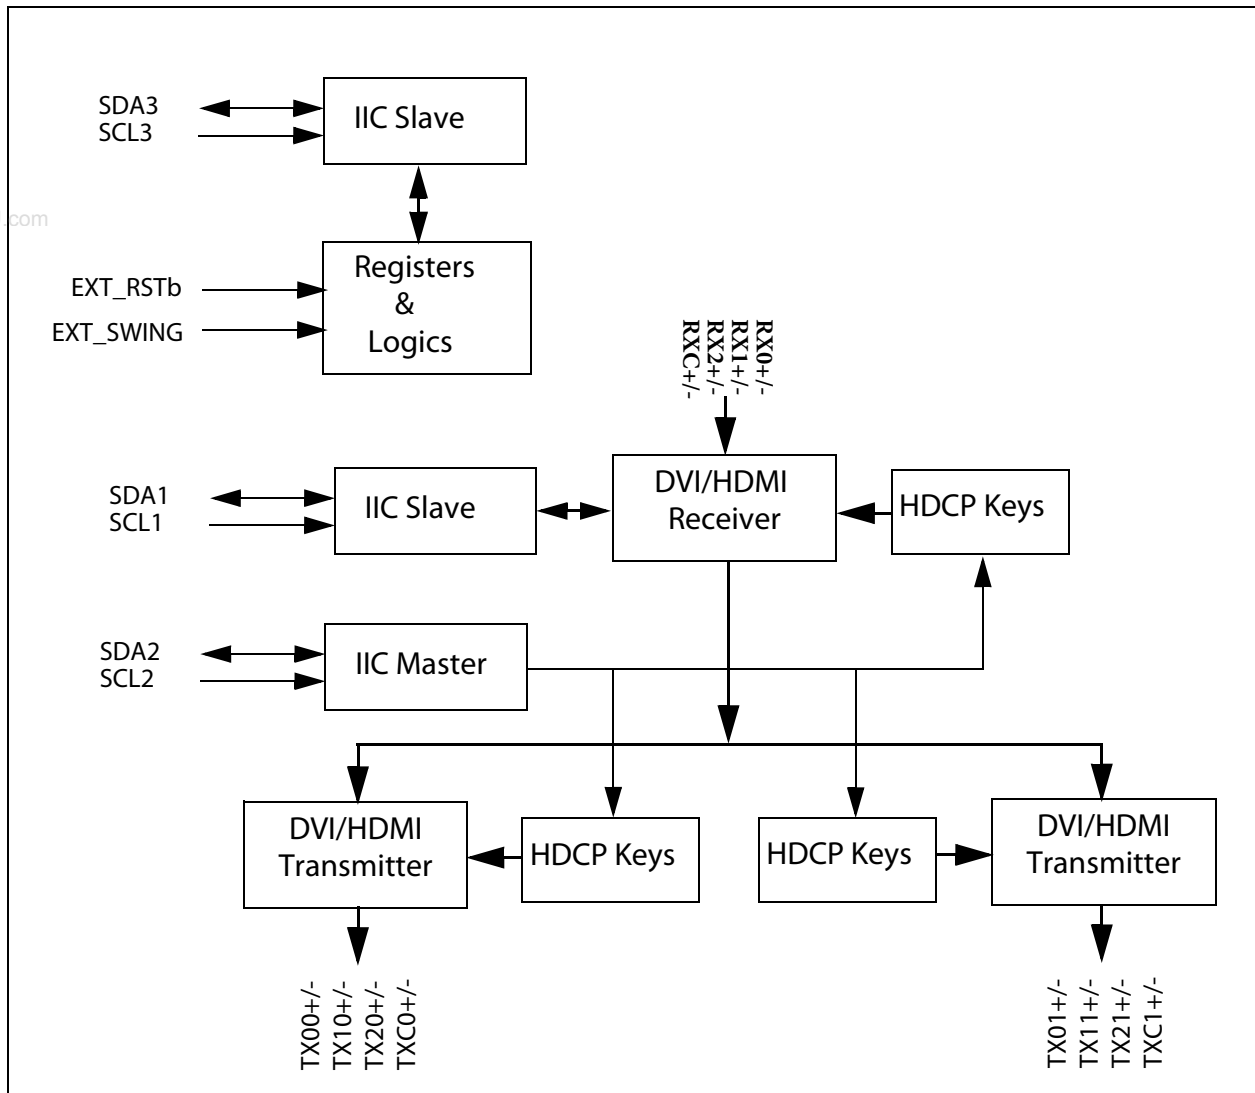 SDA3
SCL3
IIC Slave
.com
EXT_RSTb
EXT_SWING
Registers
&
Logics
RX0+/-
RX1+/-
RX2+/-
RXC+/-
SDA1
SCL1
IIC Slave
DVI/HDMI
Receiver
HDCP Keys
SDA2
SCL2
IIC Master
DVI/HDMI
Transmitter
HDCP Keys
HDCP Keys
DVI/HDMI
Transmitter
TX00+/-
TX10+/-
TX20+/-
TXC0+/-
TX01+/-
TX11+/-
TX21+/-
TXC1+/-